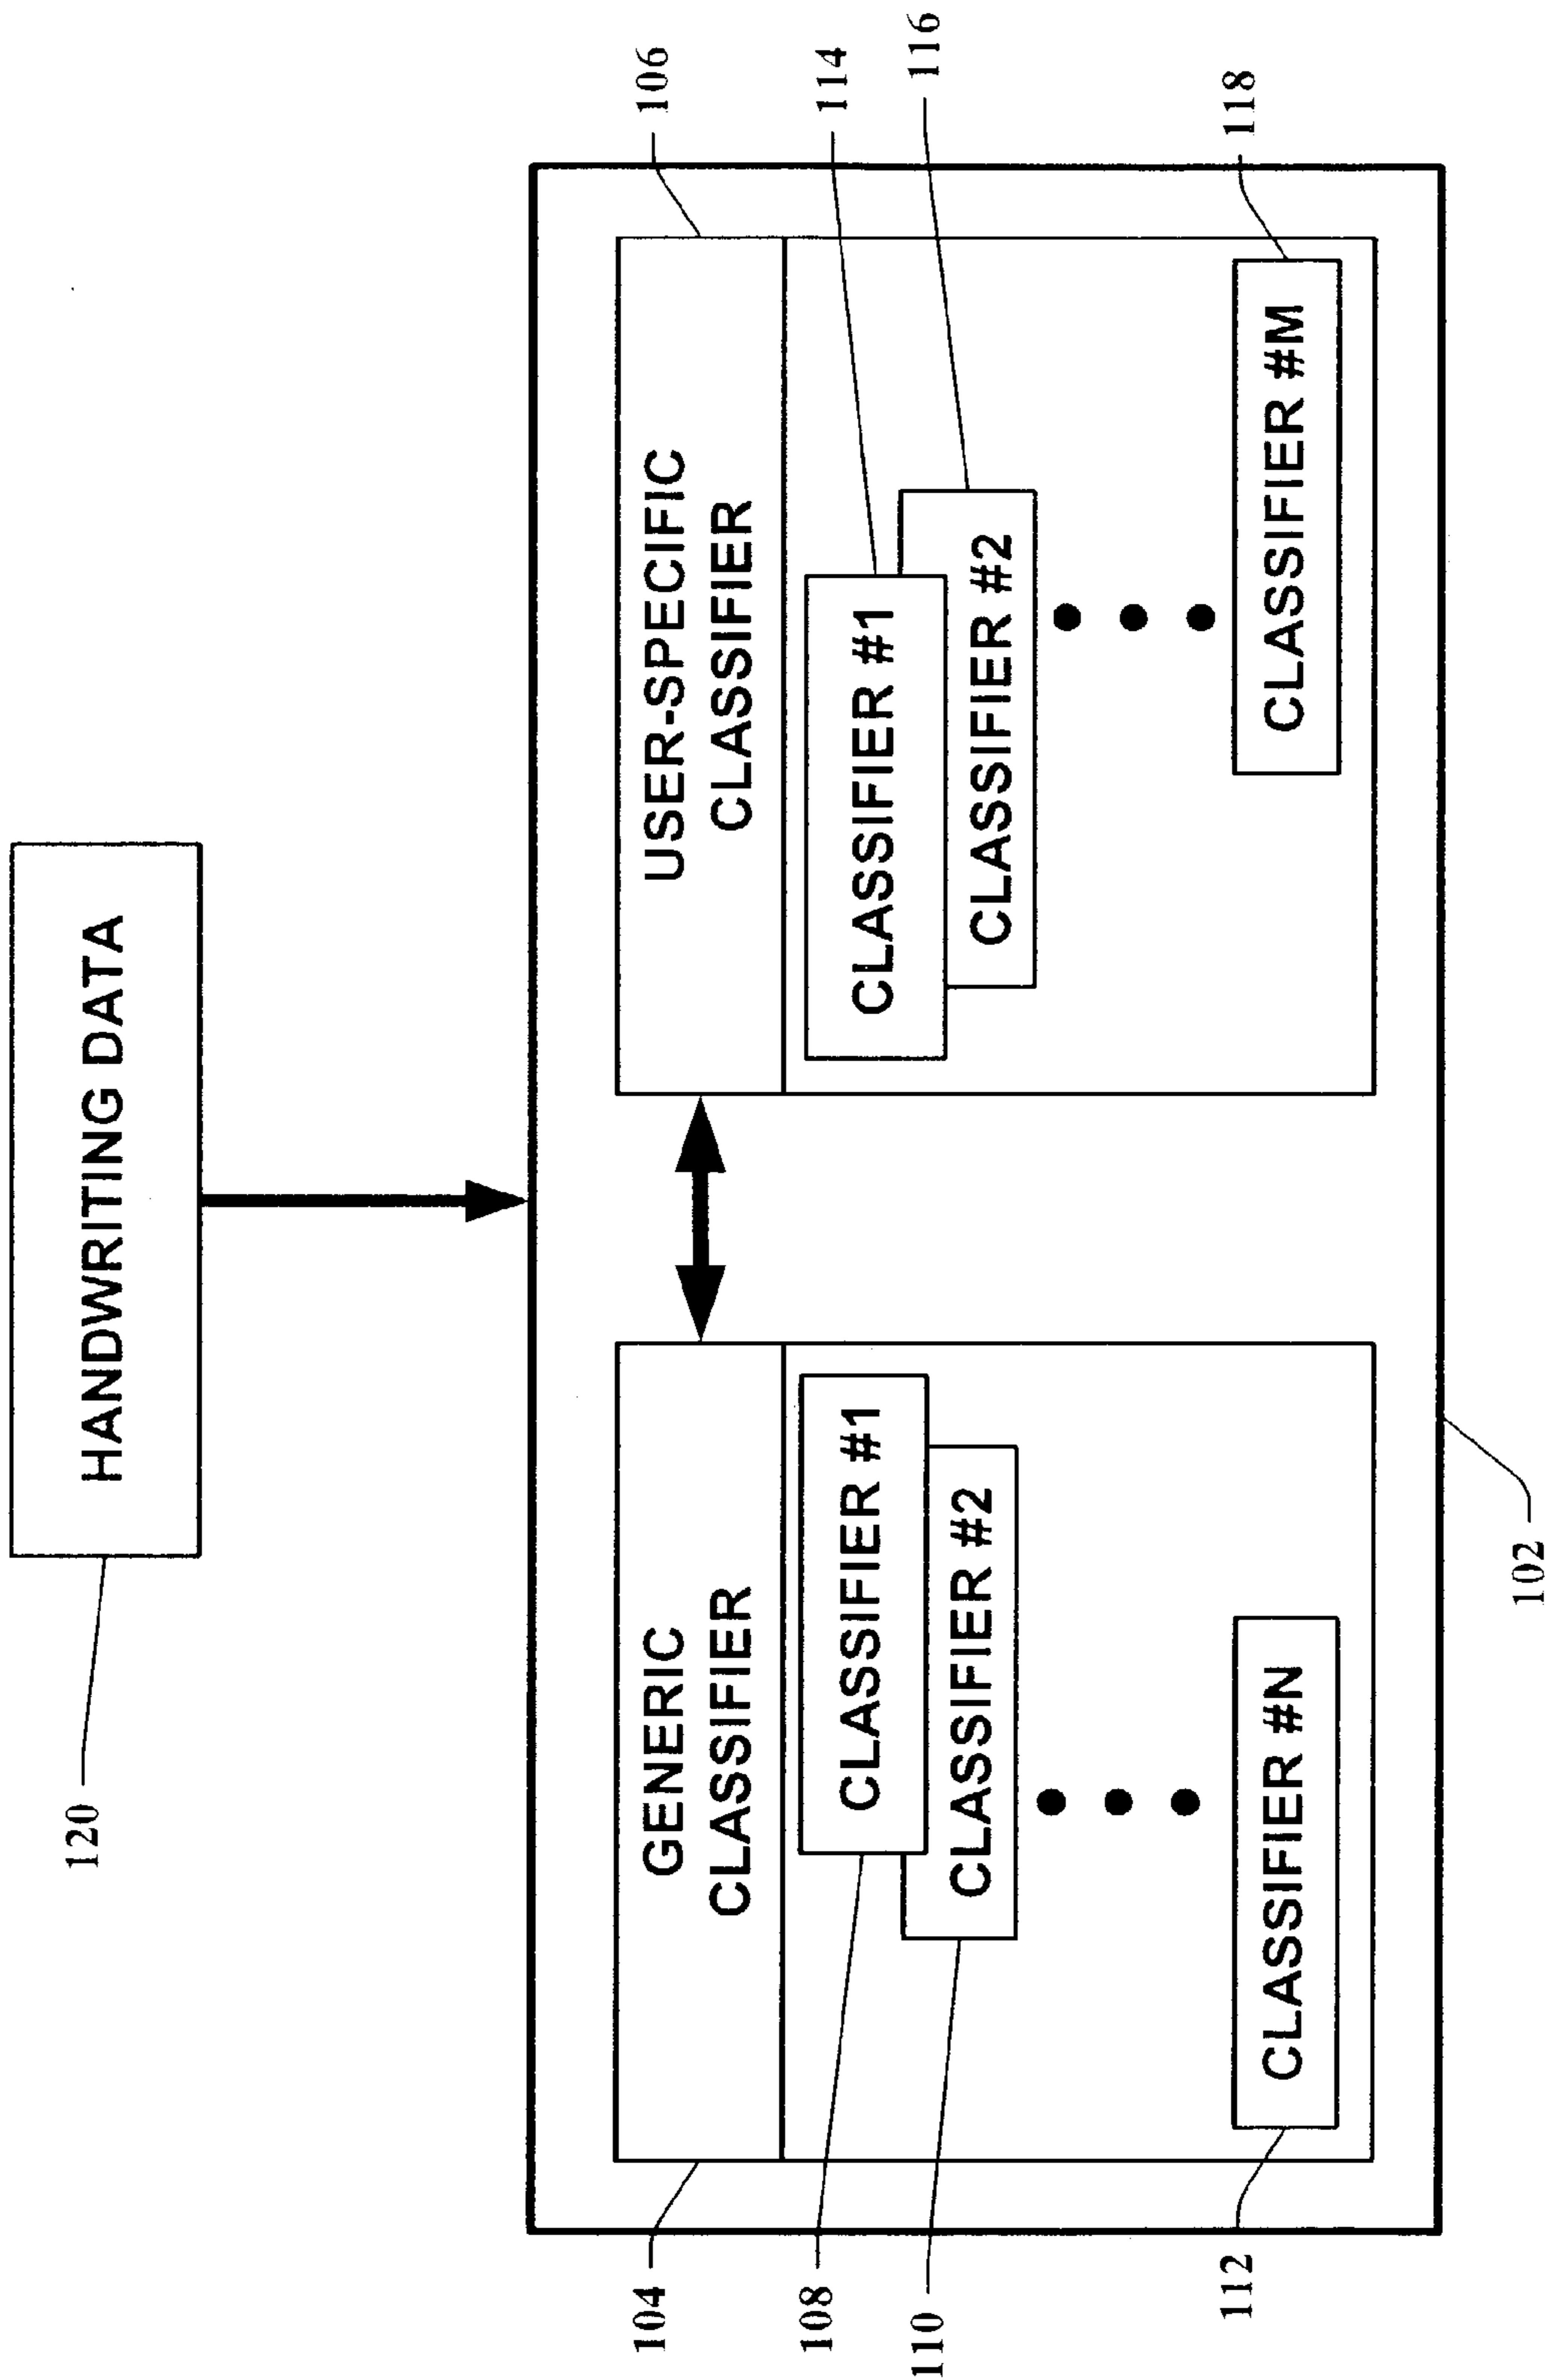 120
HANDWRITING DATA
104
GENERIC
CLASSIFIER
108
CLASSIFIER #1
110
CLASSIFIER #2
112
CLASSIFIER #N
106
USER-SPECIFIC
CLASSIFIER
114
CLASSIFIER #1
116
CLASSIFIER #2
118
CLASSIFIER #M
102